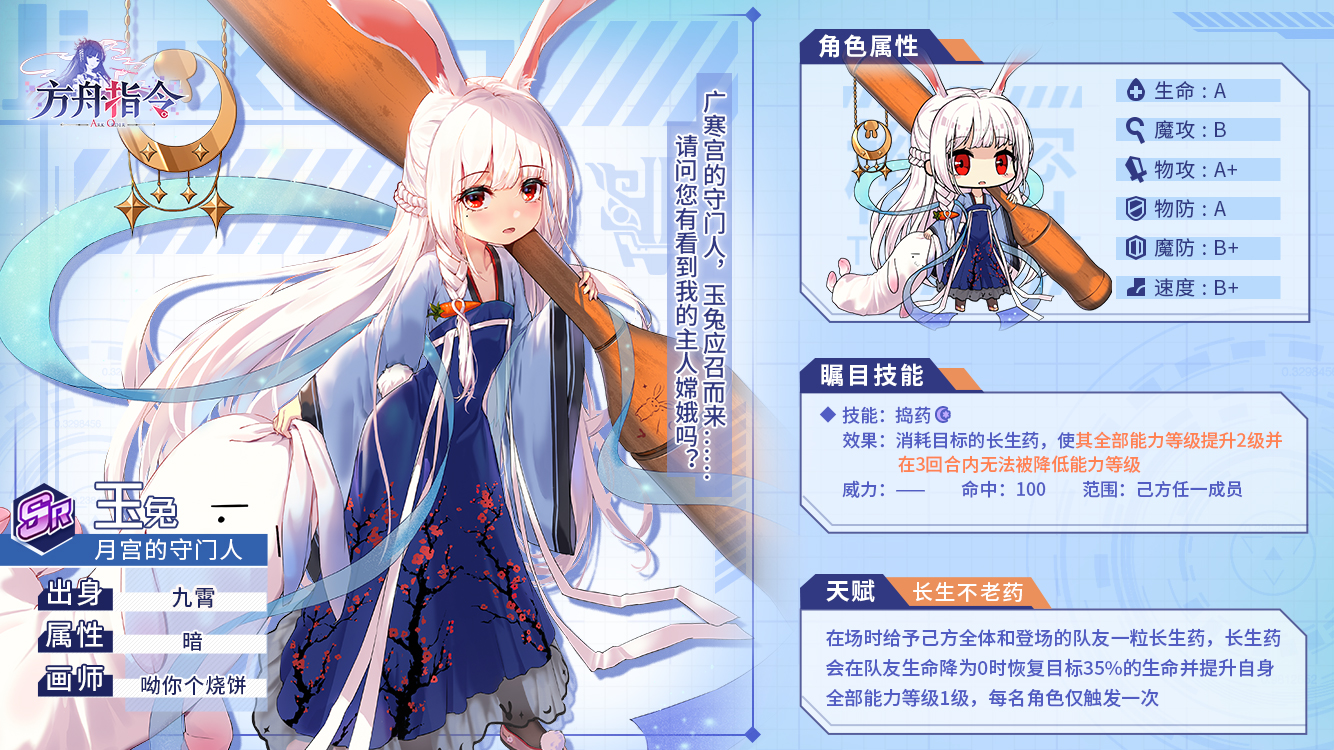 方舟指令
ARK ORDER
广寒宫的守门人，玉兔应召而来……
请问您有看到我的主人嫦娥吗？
SR
玉兔
月宫的守门人
出身 九霄
属性 暗
画师 呦你个烧饼
角色属性
生命：A
魔攻：B
物攻：A+
物防：A
魔防：B+
速度：B+
瞩目技能
技能：捣药
效果：消耗目标的长生药，使其全部能力等级提升2级并
在3回合内无法被降低能力等级
威力：—— 命中：100 范围：己方任一成员
天赋 长生不老药
在场时给予己方全体和登场的队友一粒长生药，长生药
会在队友生命降为0时恢复目标35%的生命并提升自身
全部能力等级1级，每名角色仅触发一次